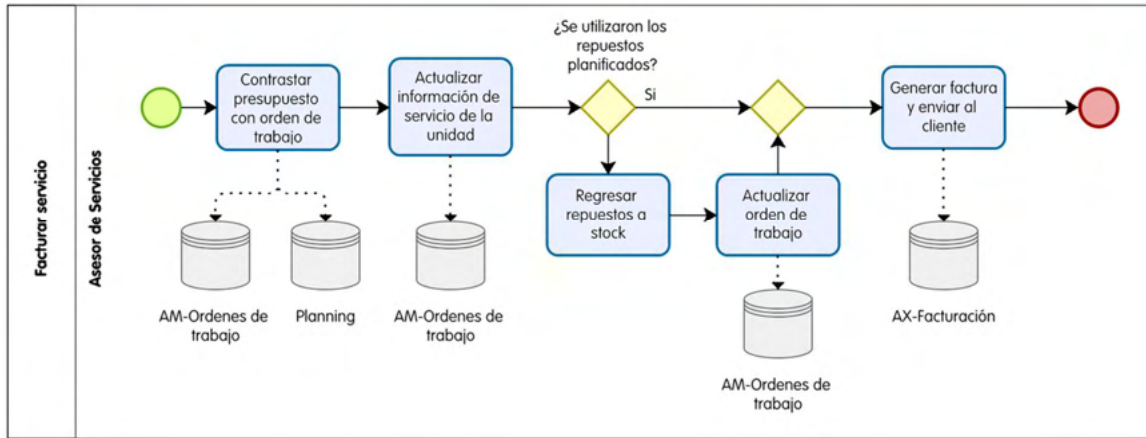 Facturar servicio
Asesor de Servicios
Contrastar
presupuesto
con orden de
trabajo
Actualizar
información de
servicio de la
unidad
¿Se utilizaron los
repuestos
planificados?
Si
Generar factura
y enviar al
cliente
Regresar
repuestos a
stock
Actualizar
orden de
trabajo
AM-Ordenes de
trabajo
Planning
AM-Ordenes de
trabajo
AX-Facturación
AM-Ordenes de
trabajo